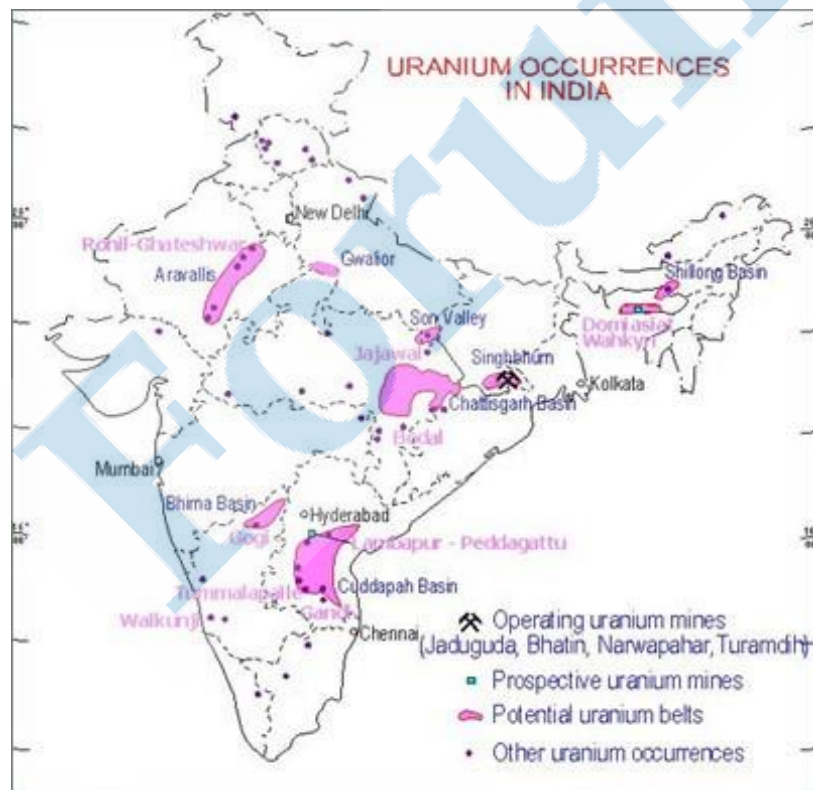 URANIUM OCCURRENCES
IN INDIA
New Delhi
Rohil-Ghateshwar
Aravallis
Gwalior
Shillong Basin
Son Valley
Domiasiat
Wahkyn
Jajawal
Singhbhum
Kolkata
Chattisgarh Basin
Bodal
Mumbai
Bhima Basin
Hyderabad
Gogi
Lambapur - Peddagattu
Tummalapalle
Cuddapah Basin
Gandi
Walkunji
Chennai
Operating uranium mines
(Jaduguda, Bhatin, Narwapahar, Turamdih)
Prospective uranium mines
Potential uranium belts
Other uranium occurrences
Forum